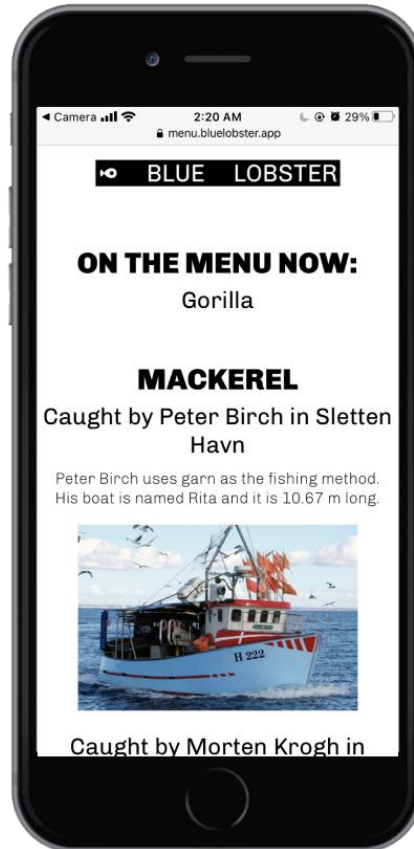 Camera 2:20 AM 29%
menu.bluelobster.app
BLUE LOBSTER
ON THE MENU NOW:
Gorilla
MACKEREL
Caught by Peter Birch in Sletten
Havn
Peter Birch uses garn as the fishing method.
His boat is named Rita and it is 10.67 m long.
H 222
Caught by Morten Krogh in